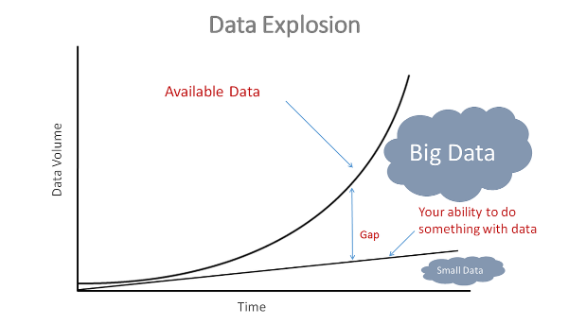 Data Explosion
Available Data
Big Data
Data Volume
Your ability to do
something with data
Gap
Small Data
Time